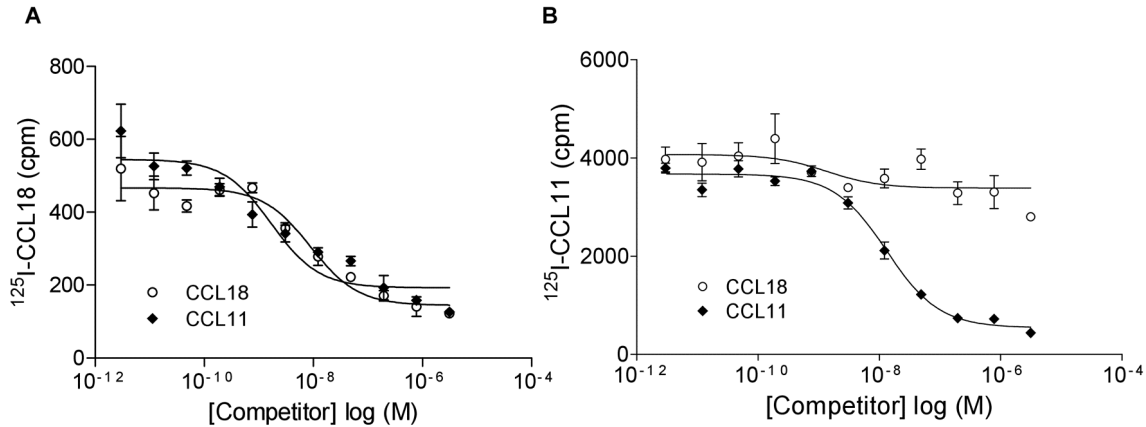 A
¹²⁵I-CCL18 (cpm)
800
600
400
200
0
CCL18
CCL11
10⁻¹² 10⁻¹⁰ 10⁻⁸ 10⁻⁶ 10⁻⁴
[Competitor] log (M)
B
¹²⁵I-CCL11 (cpm)
6000
4000
2000
0
CCL18
CCL11
10⁻¹² 10⁻¹⁰ 10⁻⁸ 10⁻⁶ 10⁻⁴
[Competitor] log (M)